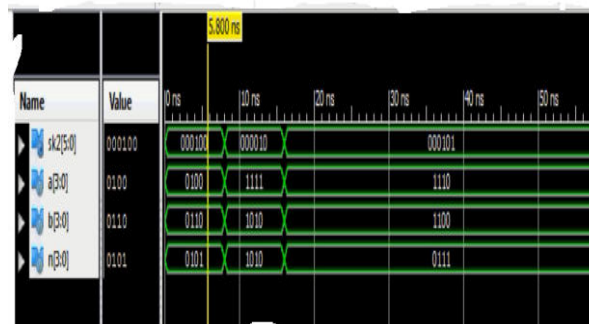 5.800 ns
Name Value 0 ns 10 ns 20 ns 30 ns 40 ns 50 ns
sk2[5:0] 000100 000100 000010 000101
a[3:0] 0100 0100 1111 1110
b[3:0] 0110 0110 1010 1100
n[3:0] 0101 0101 1010 0111